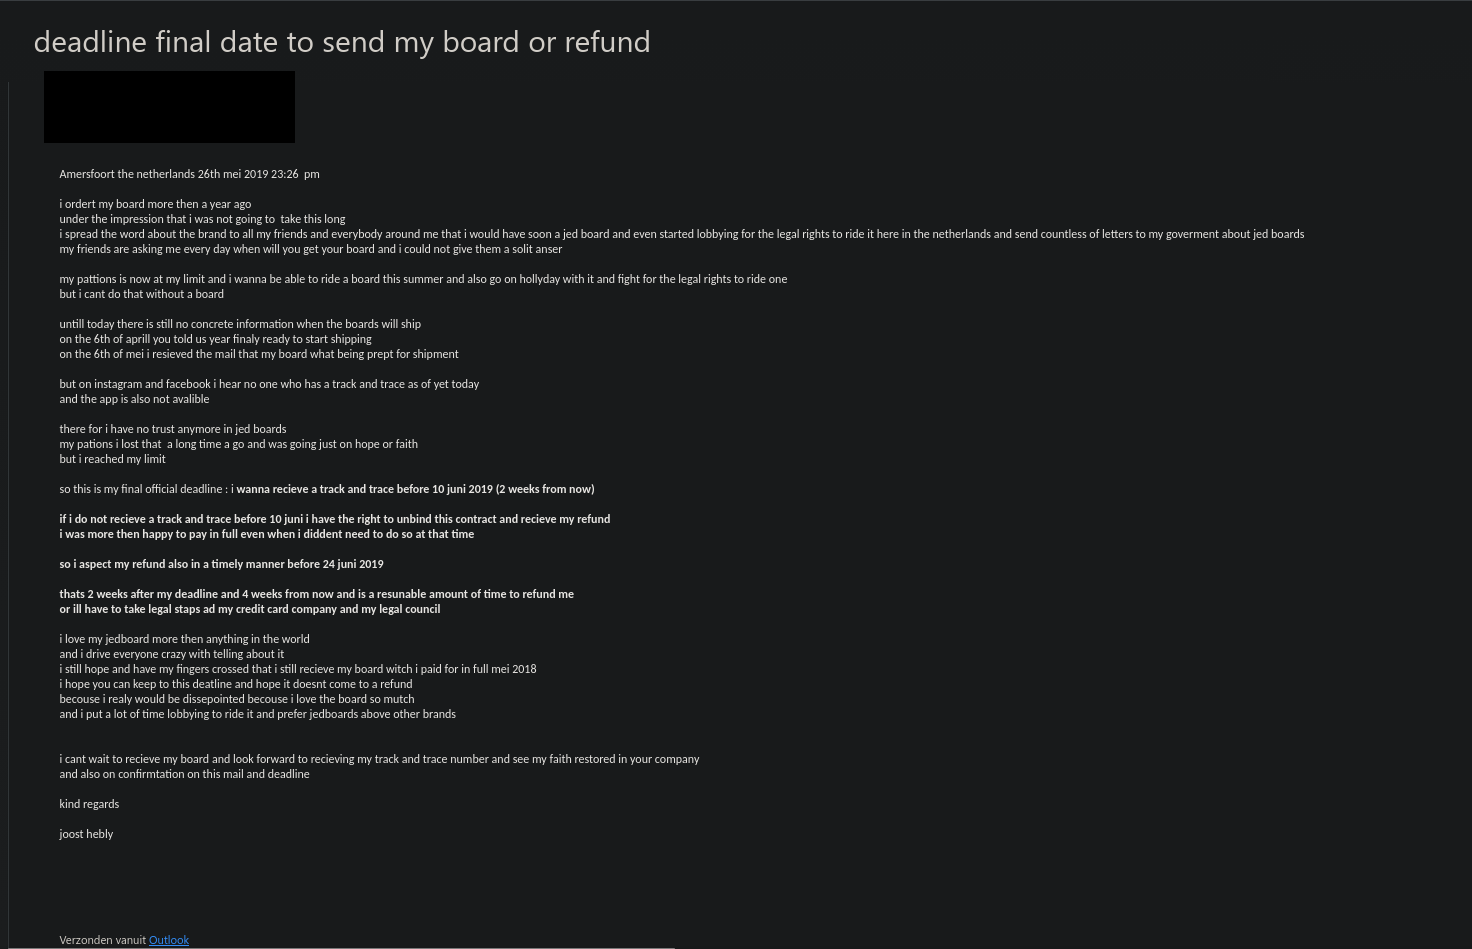 deadline final date to send my board or refund
Amersfoort the netherlands 26th mei 2019 23:26  pm
i ordert my board more then a year ago
under the impression that i was not going to  take this long
i spread the word about the brand to all my friends and everybody around me that i would have soon a jed board and even started lobbying for the legal rights to ride it here in the netherlands and send countless of letters to my goverment about jed boards
my friends are asking me every day when will you get your board and i could not give them a solit anser
my pattions is now at my limit and i wanna be able to ride a board this summer and also go on hollyday with it and fight for the legal rights to ride one
but i cant do that without a board
untill today there is still no concrete information when the boards will ship
on the 6th of aprill you told us year finaly ready to start shipping
on the 6th of mei i resieved the mail that my board what being prept for shipment
but on instagram and facebook i hear no one who has a track and trace as of yet today
and the app is also not avalible
there for i have no trust anymore in jed boards
my pations i lost that  a long time a go and was going just on hope or faith
but i reached my limit
so this is my final official deadline : i wanna recieve a track and trace before 10 juni 2019 (2 weeks from now)
if i do not recieve a track and trace before 10 juni i have the right to unbind this contract and recieve my refund
i was more then happy to pay in full even when i diddent need to do so at that time
so i aspect my refund also in a timely manner before 24 juni 2019
thats 2 weeks after my deadline and 4 weeks from now and is a resunable amount of time to refund me
or ill have to take legal staps ad my credit card company and my legal council
i love my jedboard more then anything in the world
and i drive everyone crazy with telling about it
i still hope and have my fingers crossed that i still recieve my board witch i paid for in full mei 2018
i hope you can keep to this deatline and hope it doesnt come to a refund
becouse i realy would be dissepointed becouse i love the board so mutch
and i put a lot of time lobbying to ride it and prefer jedboards above other brands
i cant wait to recieve my board and look forward to recieving my track and trace number and see my faith restored in your company
and also on confirmtation on this mail and deadline
kind regards
joost hebly
Verzonden vanuit Outlook